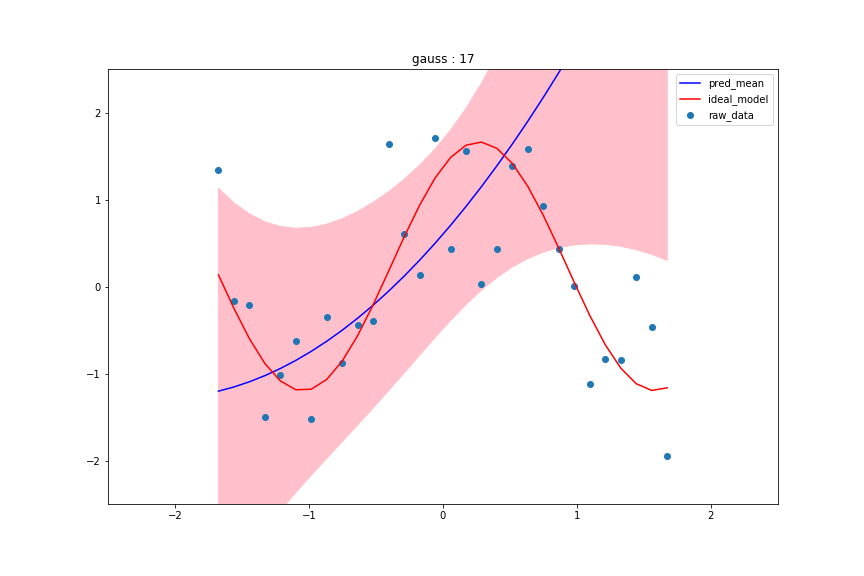 gauss : 17
pred_mean
ideal_model
raw_data
2
1
0
−1
−2
−2 −1 0 1 2